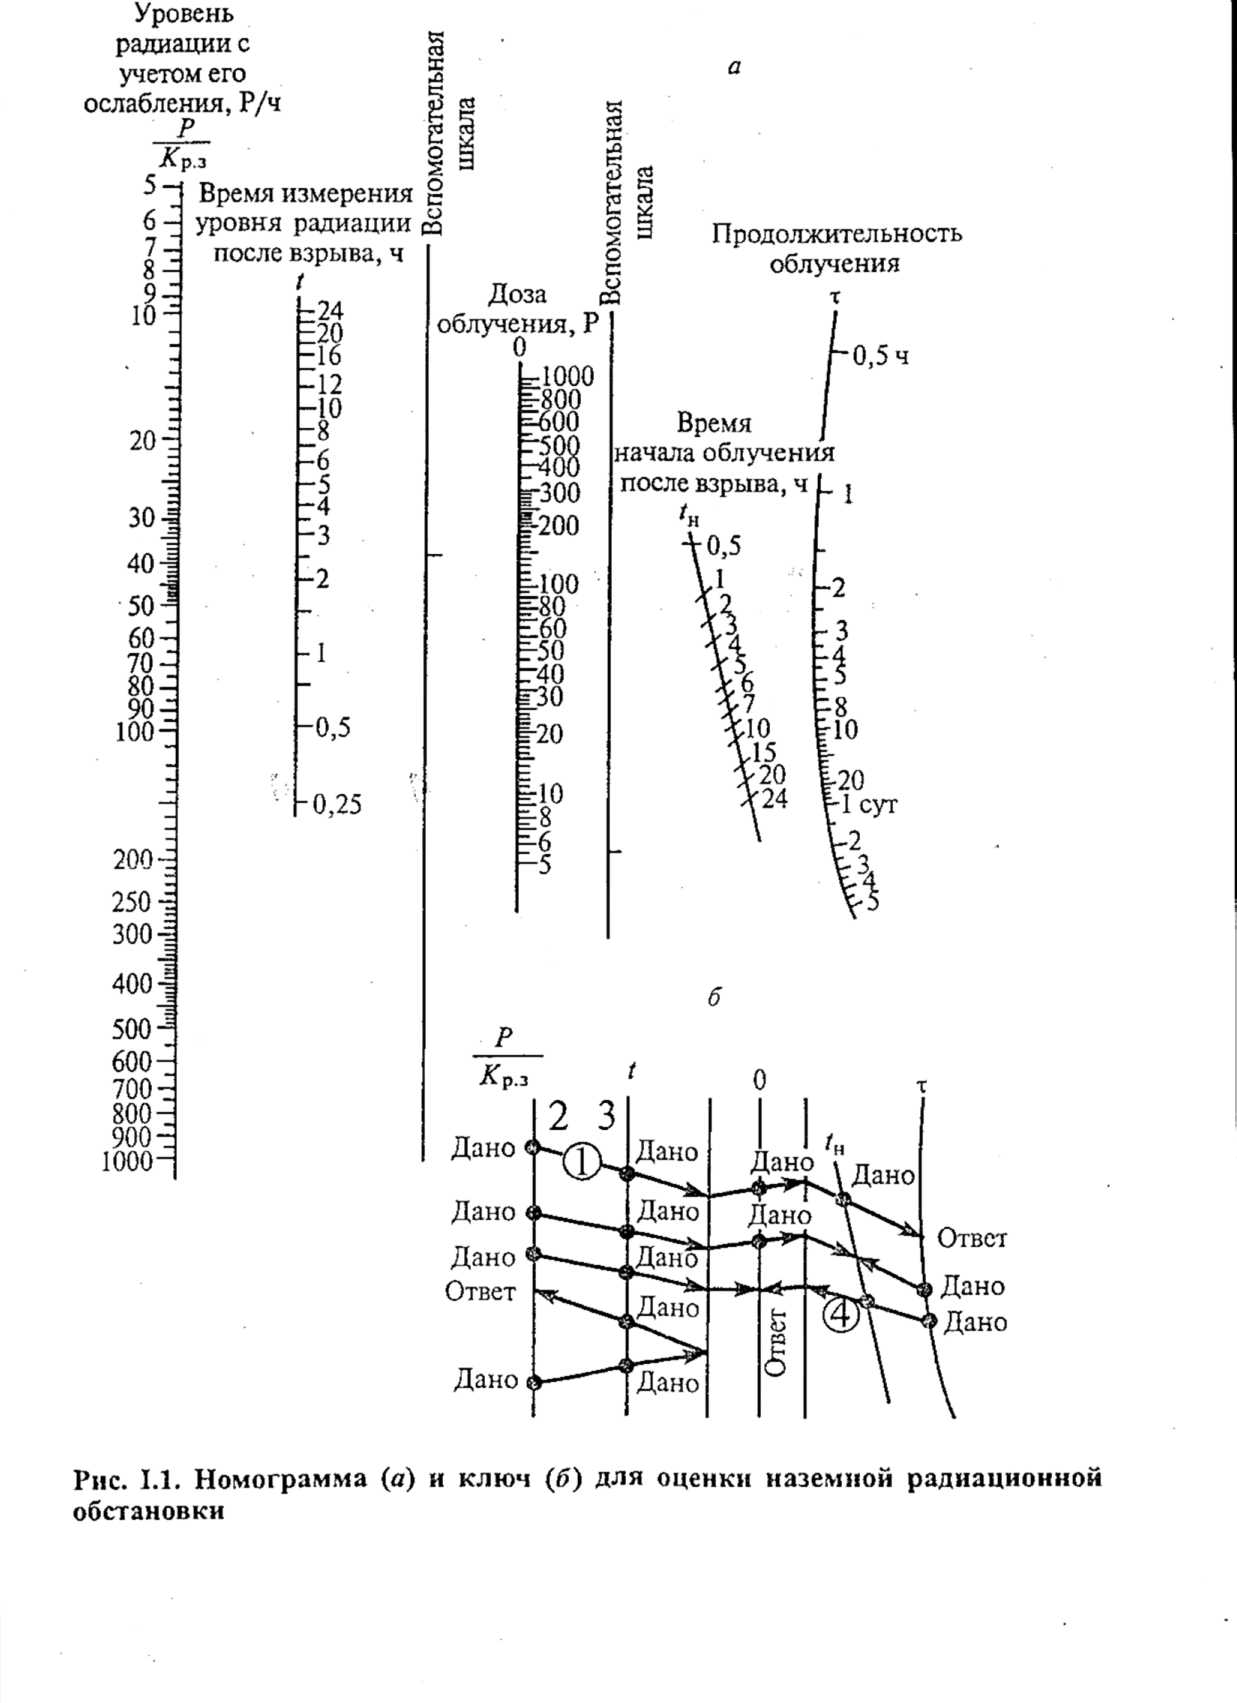 Уровень
радиации с
учетом его
ослабления, Р/ч
P
Kр.з
5
6
7
8
9
10
20
30
40
50
60
70
80
90
100
200
250
300
400
500
600
700
800
900
1000
Время измерения
уровня радиации
после взрыва, ч
t
24
20
16
12
10
8
6
5
4
3
2
1
0,5
0,25
Вспомогательная
шкала
Доза
облучения, Р
0
1000
800
600
500
400
300
200
100
80
60
50
40
30
20
10
8
6
5
Вспомогательная
шкала
а
Время
начала облучения
после взрыва, ч
tн
0,5
1
2
3
4
5
6
7
10
15
20
24
Продолжительность
облучения
τ
0,5 ч
1
2
3
4
5
8
10
20
1 сут
2
3
4
5
б
P
Kр.з
t
0
τ
2 3
tн
Дано
1
Дано
Дано
Дано
Ответ
Дано
Дано
Дано
Дано
Дано
Дано
Ответ
Дано
4
Дано
Ответ
Дано
Дано
Дано
Рис. I.1. Номограмма (а) и ключ (б) для оценки наземной радиационной
обстановки